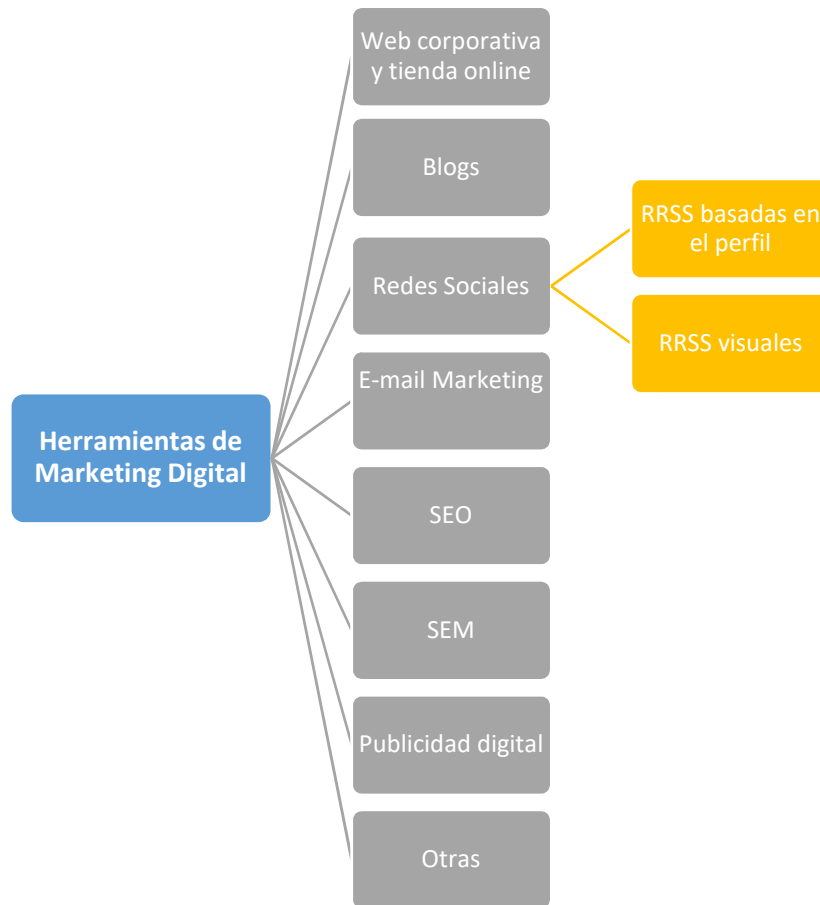 Web corporativa
y tienda online
Blogs
RRSS basadas en
el perfil
Redes Sociales
RRSS visuales
E-mail Marketing
Herramientas de
Marketing Digital
SEO
SEM
Publicidad digital
Otras